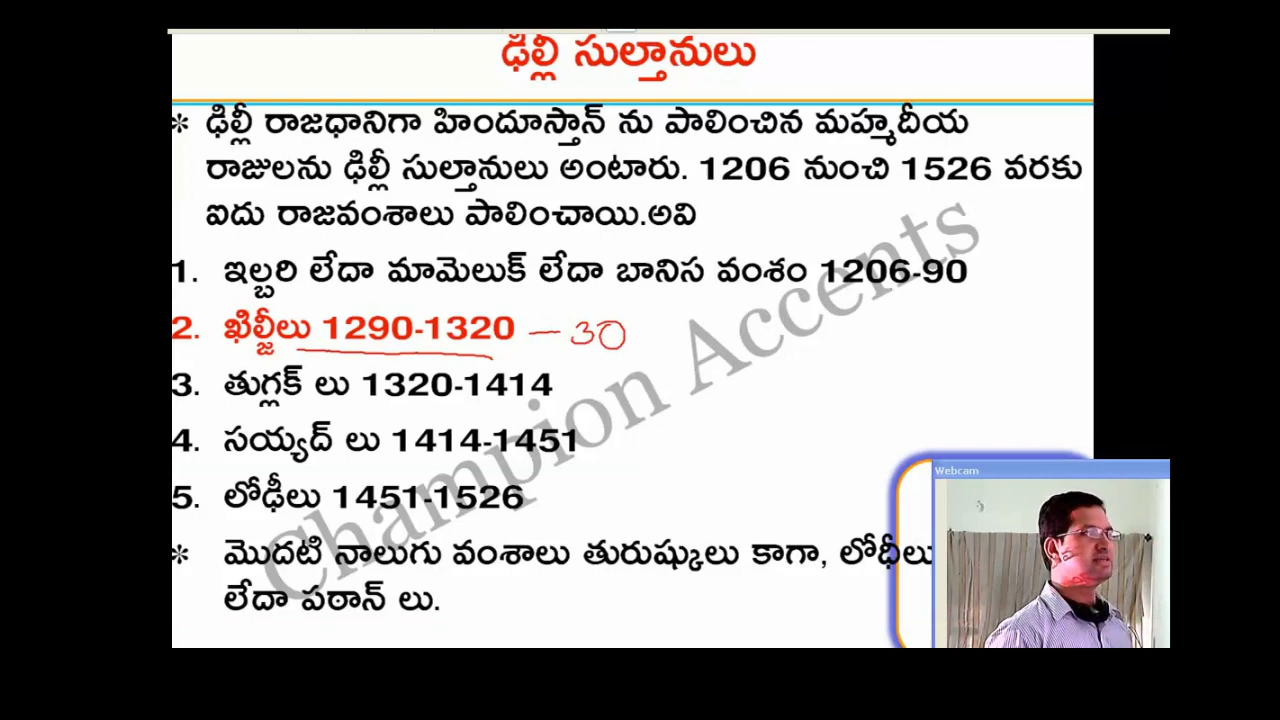 ఢిల్లీ సుల్తానులు
* ఢిల్లీ రాజధానిగా హిందూస్తాన్ ను పాలించిన మహ్మదీయ
రాజులను ఢిల్లీ సుల్తానులు అంటారు. 1206 నుంచి 1526 వరకు
ఐదు రాజవంశాలు పాలించాయి.అవి
1. ఇల్బరి లేదా మామెలుక్ లేదా బానిస వంశం 1206-90
2. ఖిల్జీలు 1290-1320 – 30
3. తుగ్లక్ లు 1320-1414
4. సయ్యద్ లు 1414-1451
5. లోఢీలు 1451-1526
* మొదటి నాలుగు వంశాలు తురుష్కులు కాగా, లోధీలు
లేదా పఠాన్ లు.
Champion Accents
Webcam